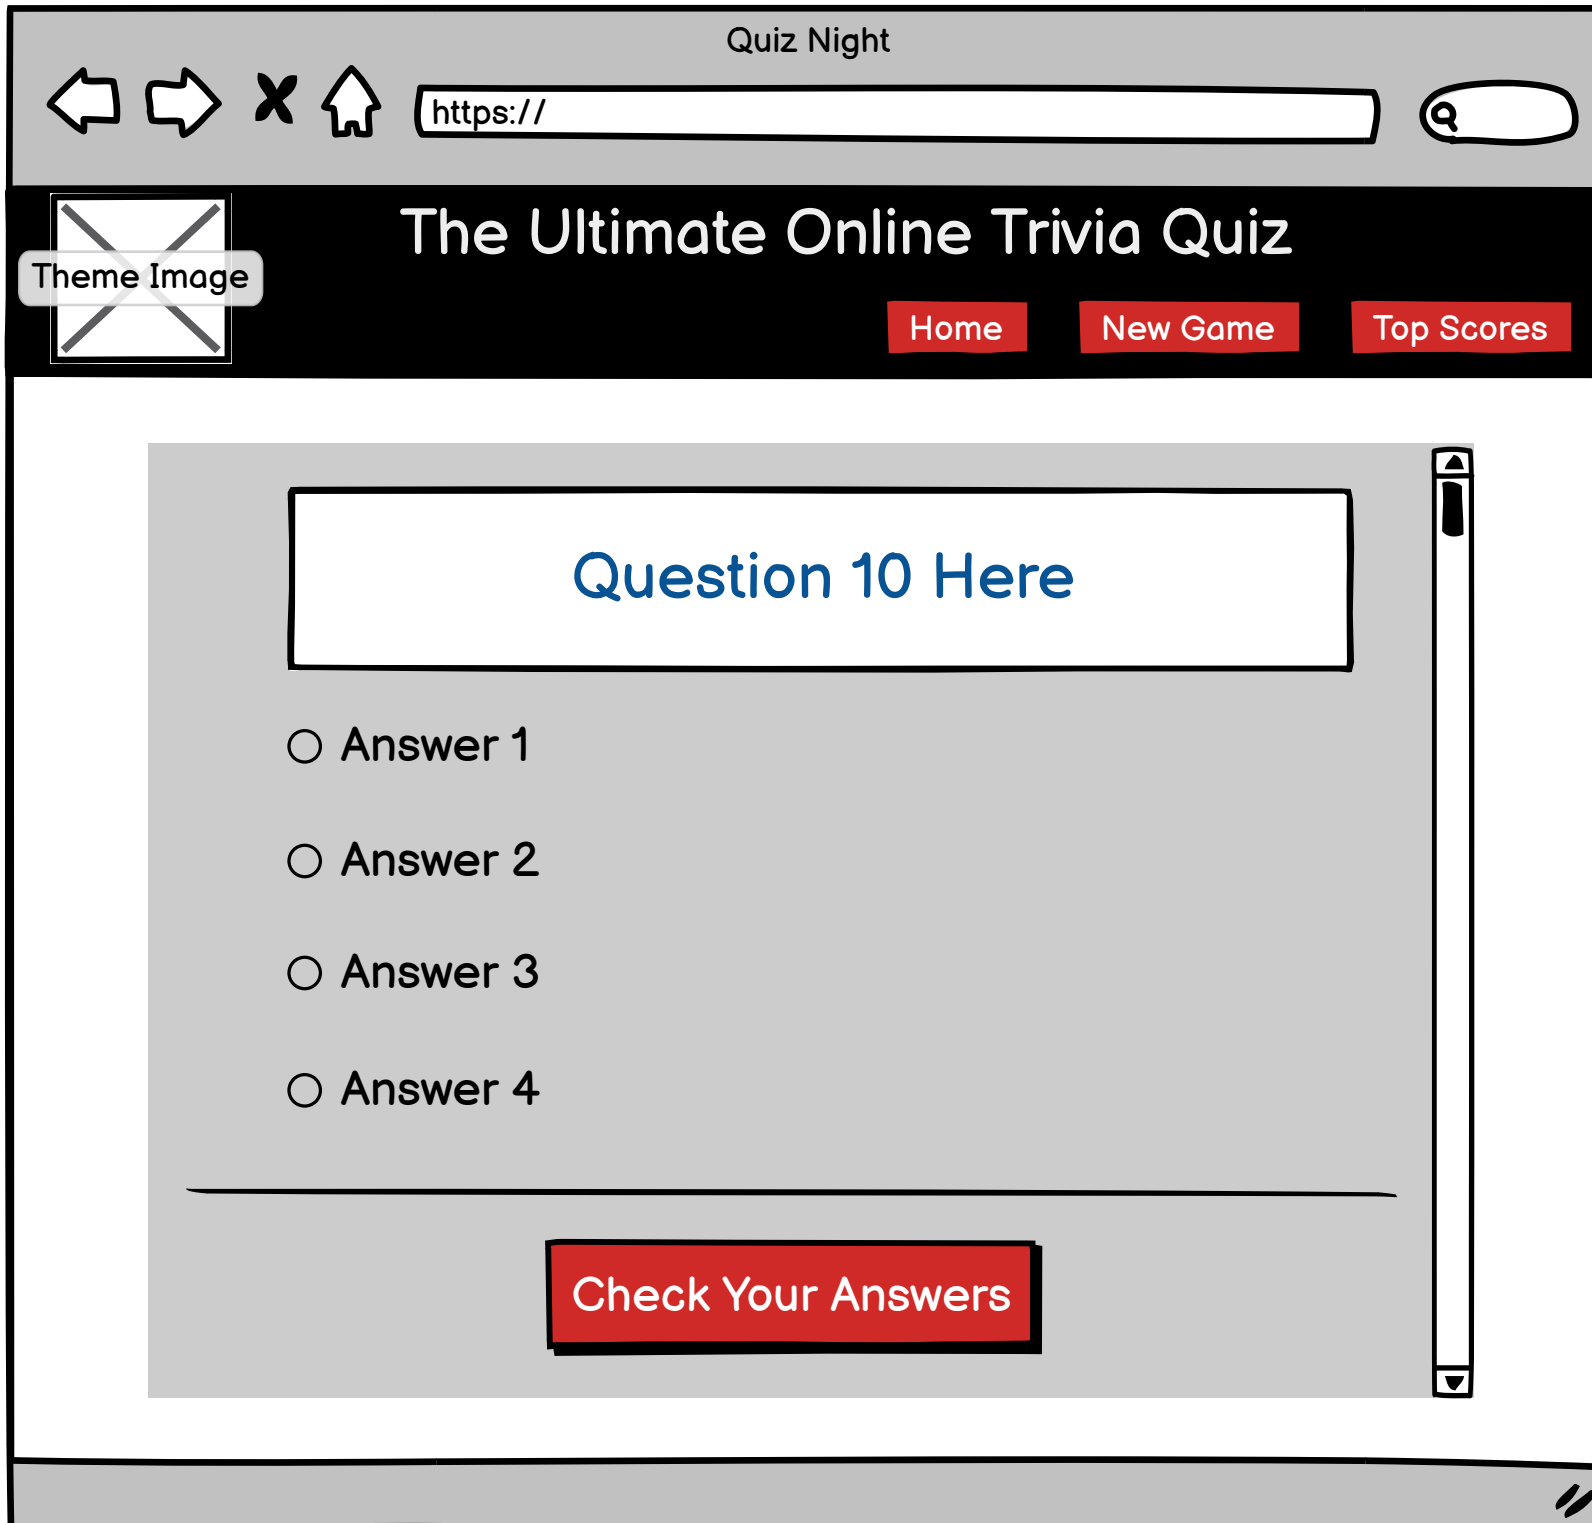 Quiz Night
https://
The Ultimate Online Trivia Quiz
Theme Image
Home New Game Top Scores
Question 10 Here
Answer 1
Answer 2
Answer 3
Answer 4
Check Your Answers